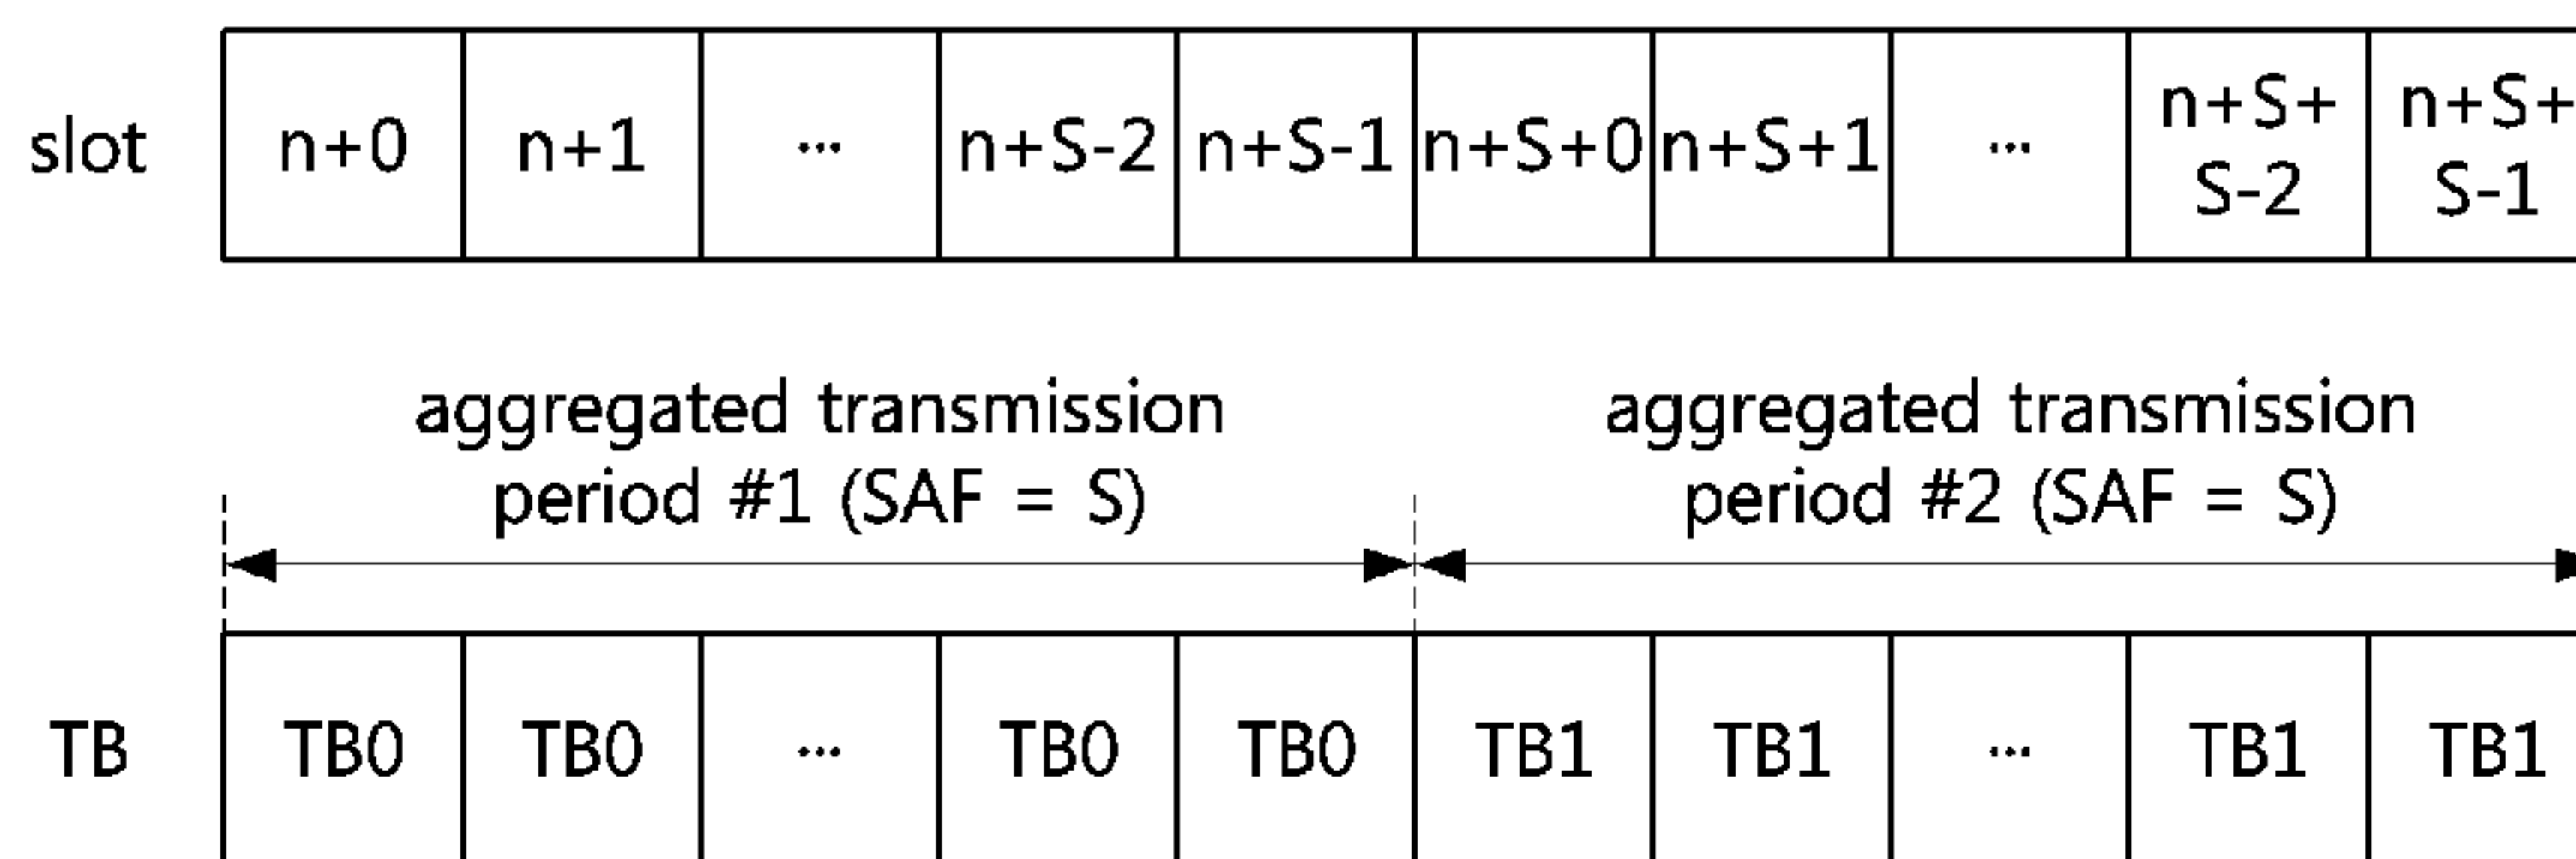 slot n+0 n+1 ... n+S-2 n+S-1 n+S+0 n+S+1 ... n+S+ S-2 n+S+ S-1
aggregated transmission period #1 (SAF = S)
aggregated transmission period #2 (SAF = S)
TB TB0 TB0 ... TB0 TB0 TB1 TB1 ... TB1 TB1